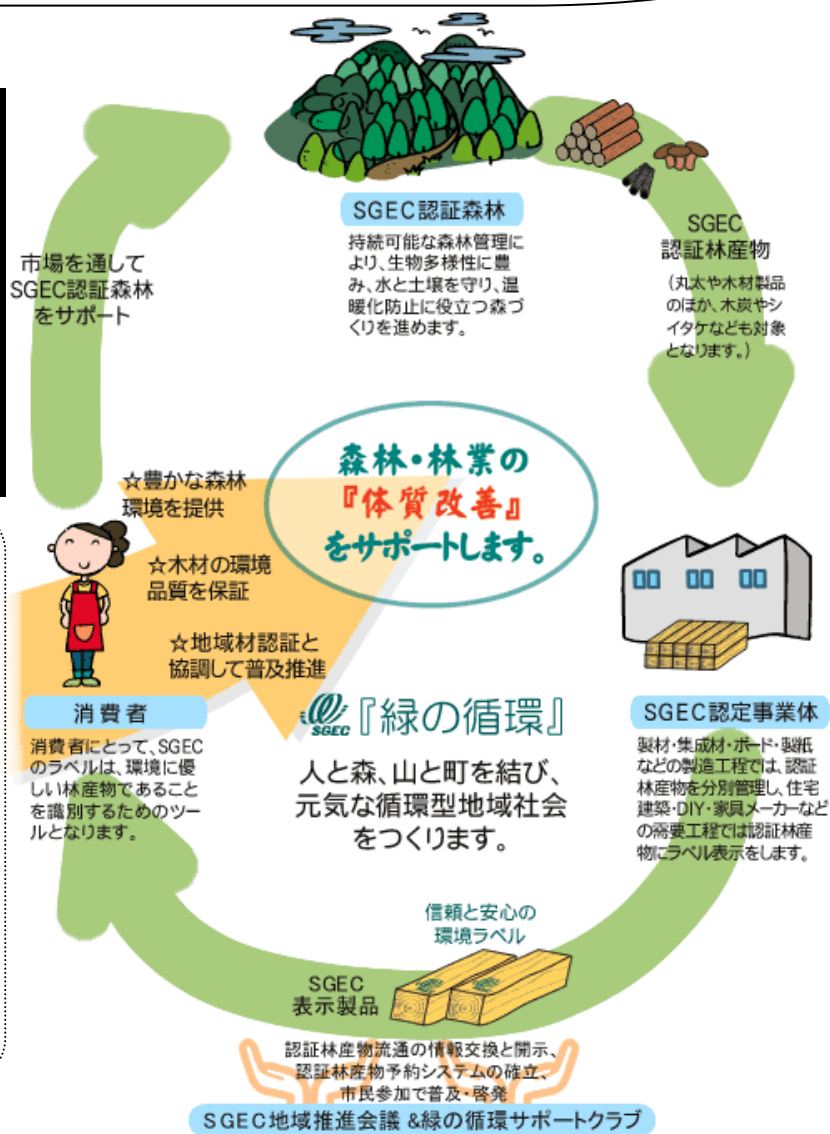 SGEC認証森林
持続可能な森林管理に
より、生物多様性に豊
み、水と土壌を守り、温
暖化防止に役立つ森づ
くりを進めます。
SGEC
認証林産物
(丸太や木材製品
のほか、木炭やシ
イタケなども対象
となります。)
市場を通して
SGEC認証森林
をサポート
森林・林業の
『体質改善』
をサポートします。
☆豊かな森林
環境を提供
☆木材の環境
品質を保証
☆地域材認証と
協調して普及推進
消費者
消費者にとって、SGEC
のラベルは、環境に優
しい林産物であること
を識別するためのツー
ルとなります。
SGEC
『緑の循環』
人と森、山と町を結び、
元気な循環型地域社会
をつくります。
SGEC認定事業体
製材・集成材・ボード・製紙
などの製造工程では、認証
林産物を分別管理し、住宅
建築・DIY・家具メーカーなど
の需要工程では認証林産
物にラベル表示をします。
信頼と安心の
環境ラベル
SGEC
表示製品
認証林産物流通の情報交換と開示、
認証林産物予約システムの確立、
市民参加で普及・啓発
SGEC地域推進会議 &緑の循環サポートクラブ